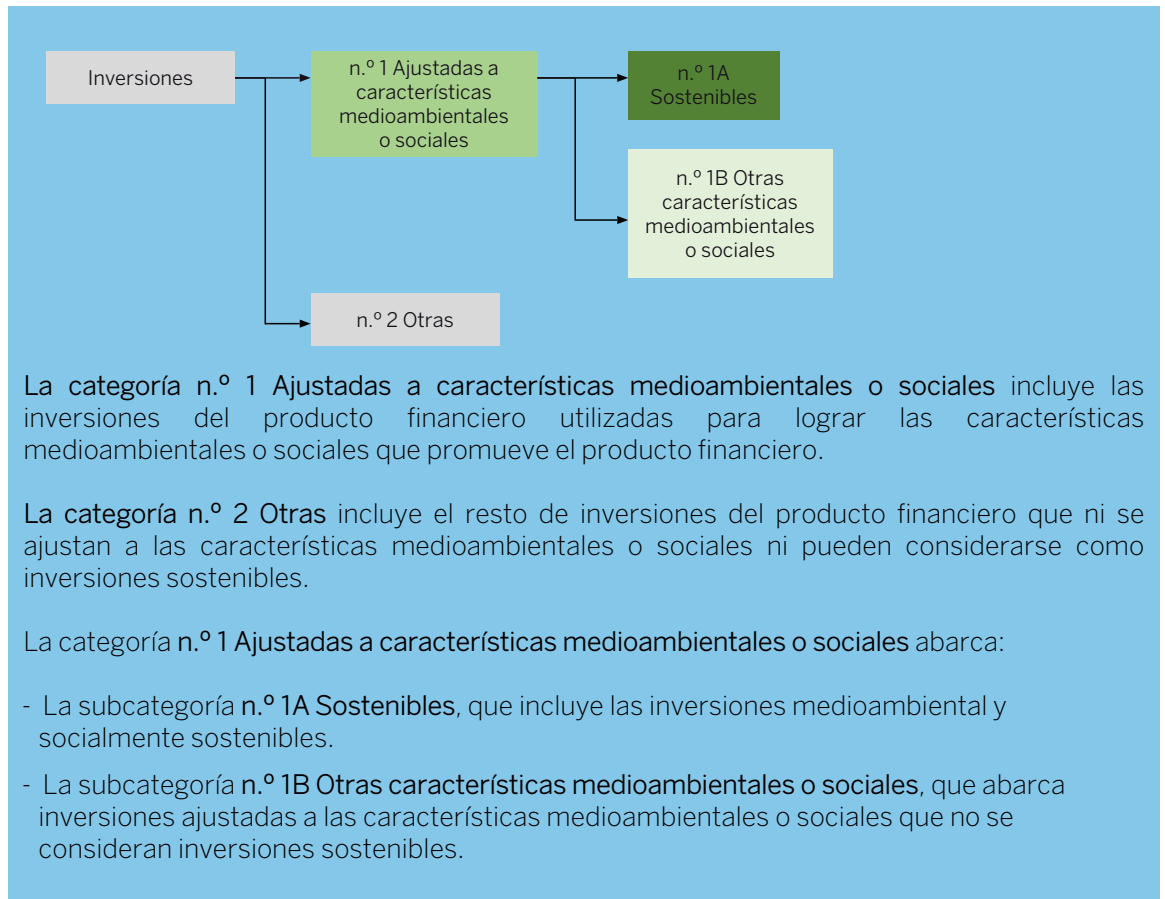 Inversiones
n.º 1 Ajustadas a
características
medioambientales
o sociales
n.º 1A
Sostenibles
n.º 1B Otras
características
medioambientales
o sociales
n.º 2 Otras
La categoría n.º 1 Ajustadas a características medioambientales o sociales incluye las
inversiones del producto financiero utilizadas para lograr las características
medioambientales o sociales que promueve el producto financiero.
La categoría n.º 2 Otras incluye el resto de inversiones del producto financiero que ni se
ajustan a las características medioambientales o sociales ni pueden considerarse como
inversiones sostenibles.
La categoría n.º 1 Ajustadas a características medioambientales o sociales abarca:
- La subcategoría n.º 1A Sostenibles, que incluye las inversiones medioambiental y
socialmente sostenibles.
- La subcategoría n.º 1B Otras características medioambientales o sociales, que abarca
inversiones ajustadas a las características medioambientales o sociales que no se
consideran inversiones sostenibles.